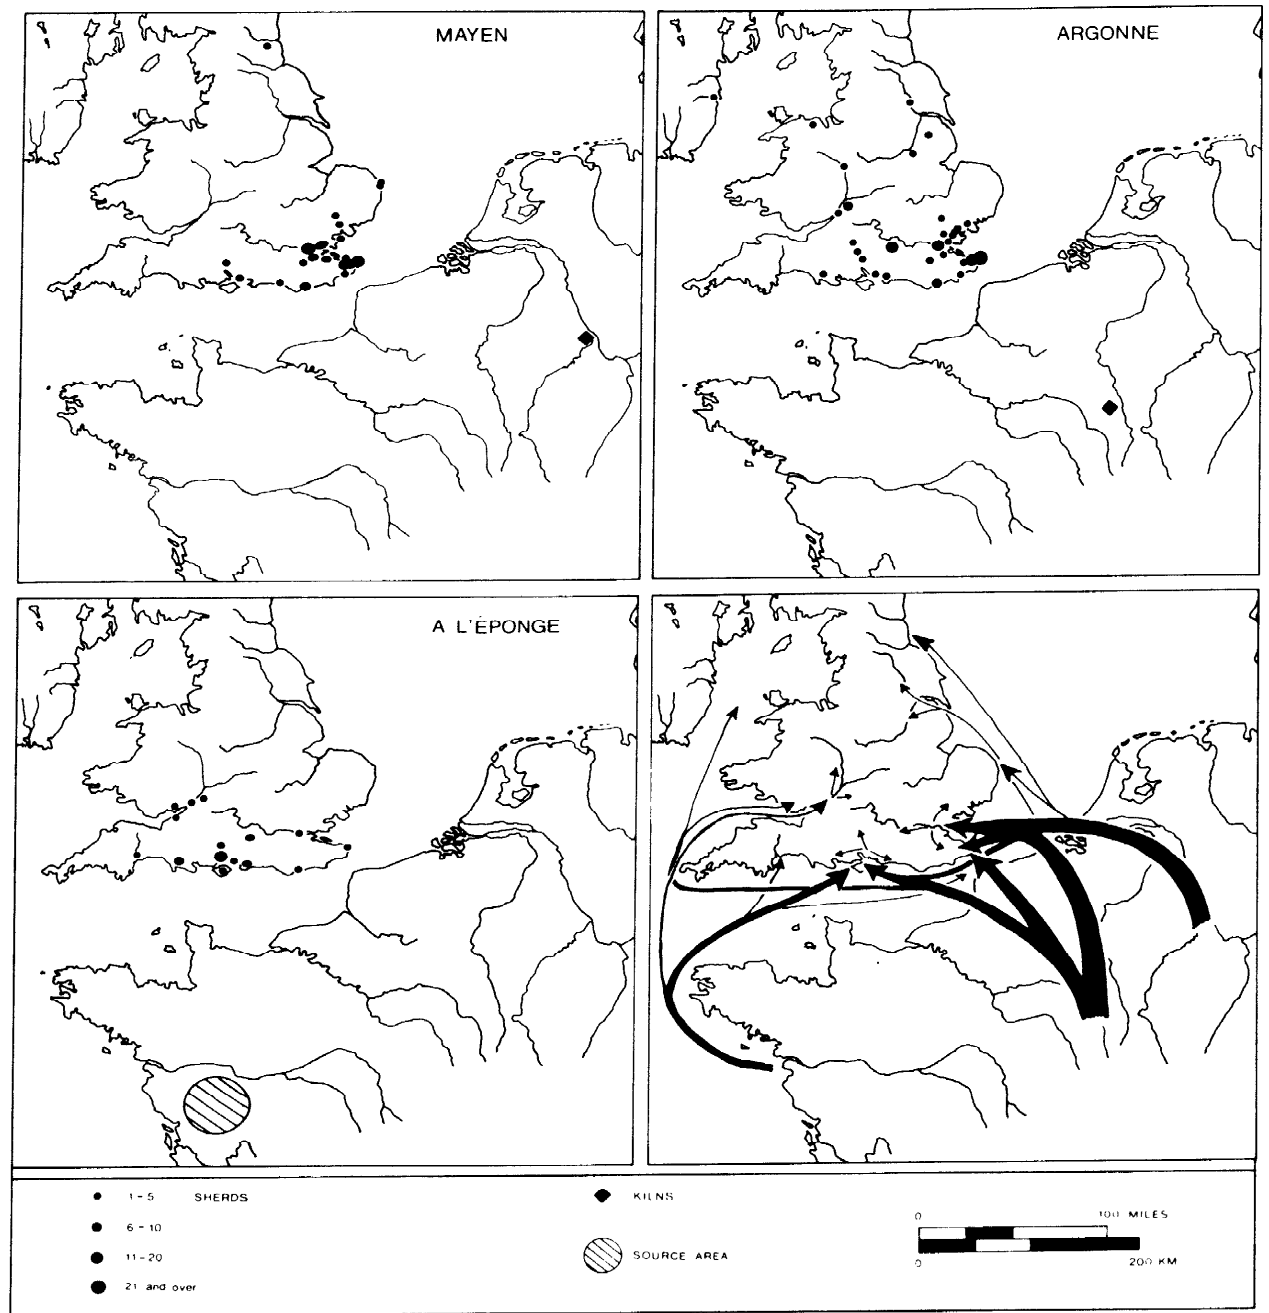 MAYEN
ARGONNE
A L'ÉPONGE
1-5 SHERDS
6-10
11-20
21 and over
KILNS
SOURCE AREA
0 100 MILES
0 200 KM